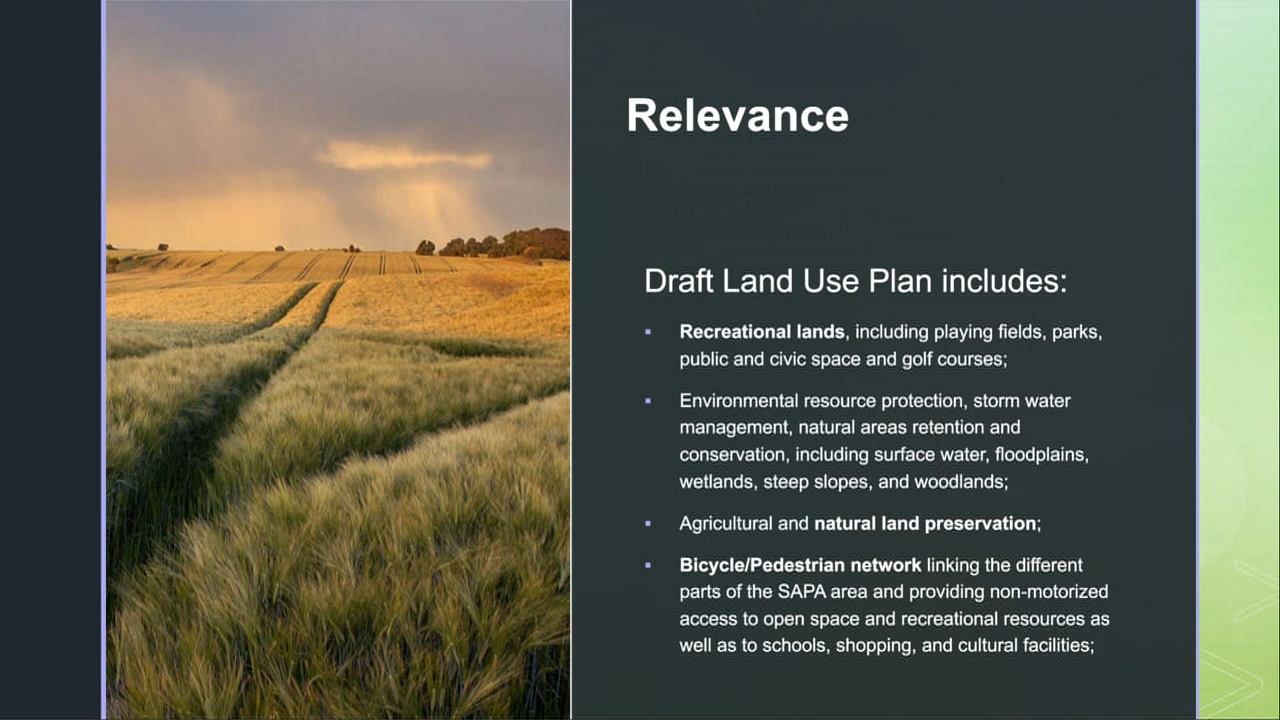 Relevance
Draft Land Use Plan includes:
▪ Recreational lands, including playing fields, parks,
public and civic space and golf courses;
▪ Environmental resource protection, storm water
management, natural areas retention and
conservation, including surface water, floodplains,
wetlands, steep slopes, and woodlands;
▪ Agricultural and natural land preservation;
▪ Bicycle/Pedestrian network linking the different
parts of the SAPA area and providing non-motorized
access to open space and recreational resources as
well as to schools, shopping, and cultural facilities;